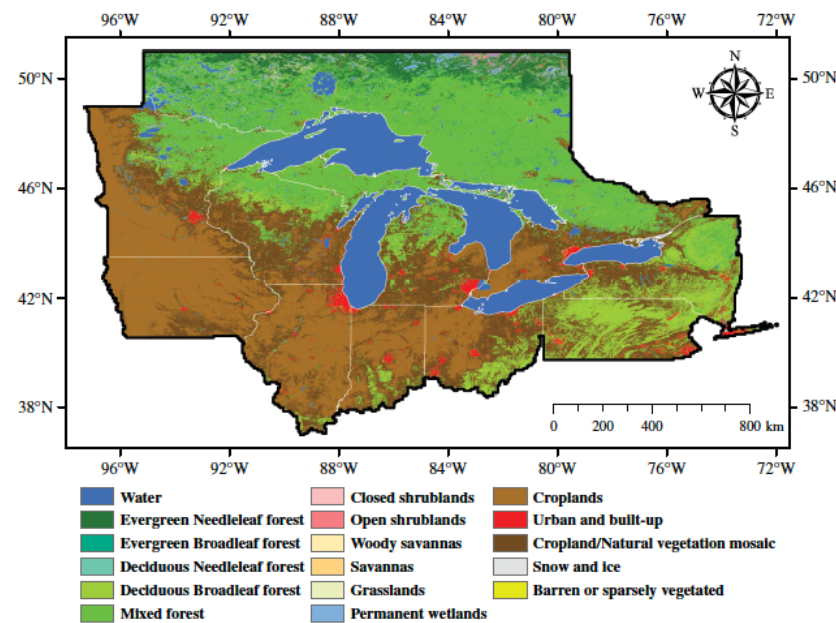 96°W 92°W 88°W 84°W 80°W 76°W 72°W
N
W E
S
50°N 50°N
46°N 46°N
42°N 42°N
38°N 38°N
0 200 400 800 km
96°W 92°W 88°W 84°W 80°W 76°W 72°W
Water Closed shrublands Croplands
Evergreen Needleleaf forest Open shrublands Urban and built-up
Evergreen Broadleaf forest Woody savannas Cropland/Natural vegetation mosaic
Deciduous Needleleaf forest Savannas Snow and ice
Deciduous Broadleaf forest Grasslands Barren or sparsely vegetated
Mixed forest Permanent wetlands